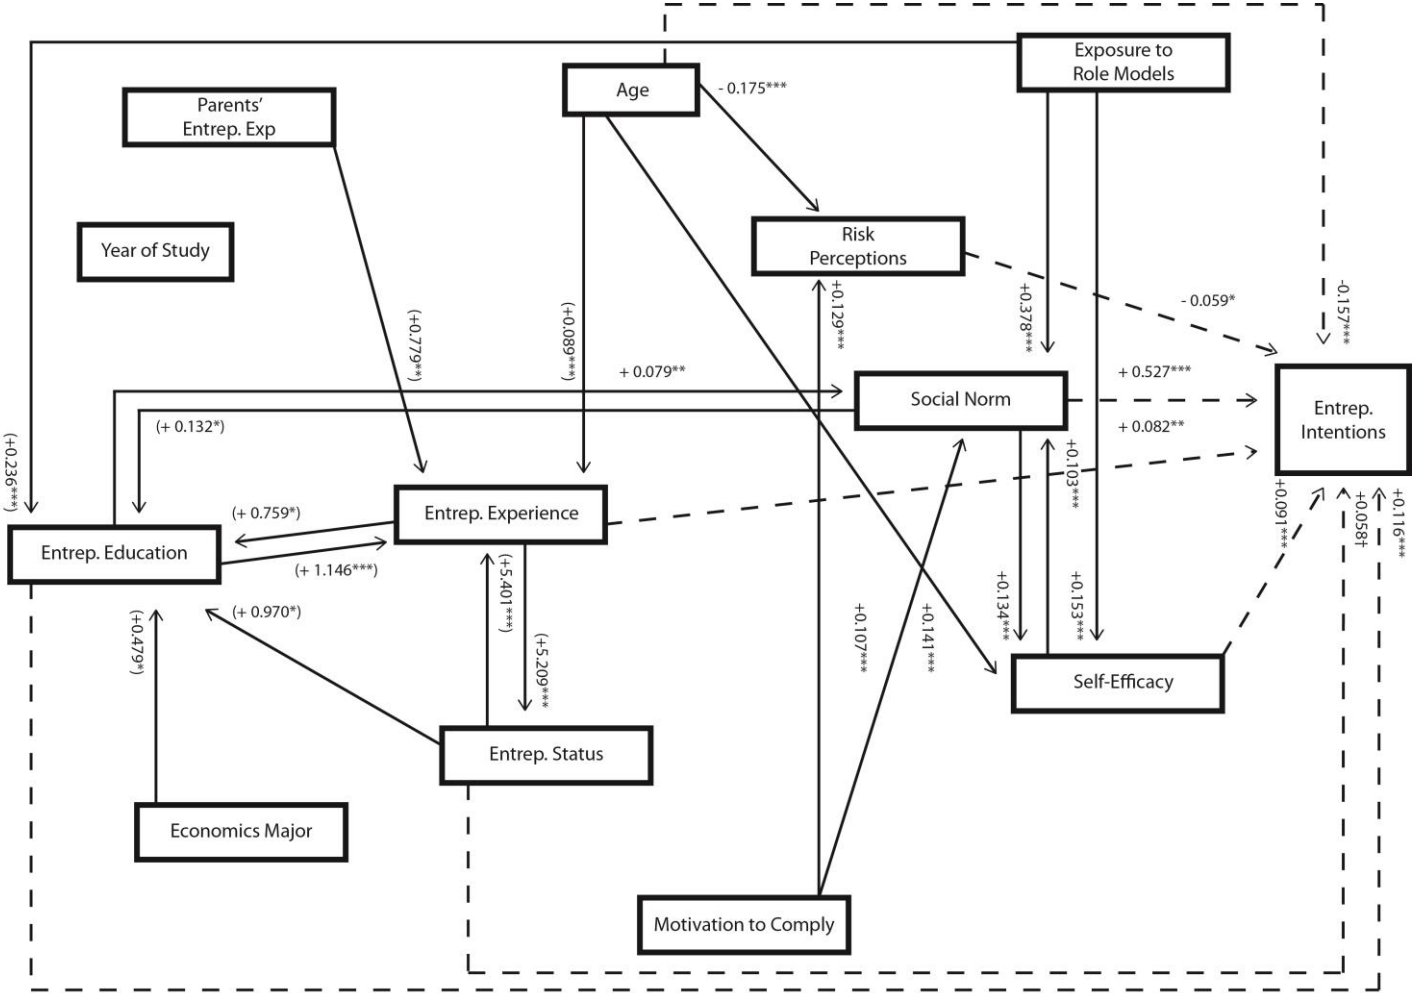 Exposure to
Role Models
Age
- 0.175***
Parents'
Entrep. Exp
Year of Study
Risk
Perceptions
- 0.059*
-0.157***
+0.129***
+0.378***
(+0.779**)
(+0.089***)
+ 0.079**
Social Norm
+ 0.527***
Entrep.
Intentions
(+ 0.132*)
+ 0.082**
(+0.236***)
+0.103***
+0.091***
+0.058†
+0.116***
(+ 0.759*)
Entrep. Experience
Entrep. Education
(+ 1.146***)
(+5.401***)
(+ 0.970*)
(+0.479*)
(+5.209***
+0.107***
+0.141***
+0.134***
+0.153***
Self-Efficacy
Entrep. Status
Economics Major
Motivation to Comply